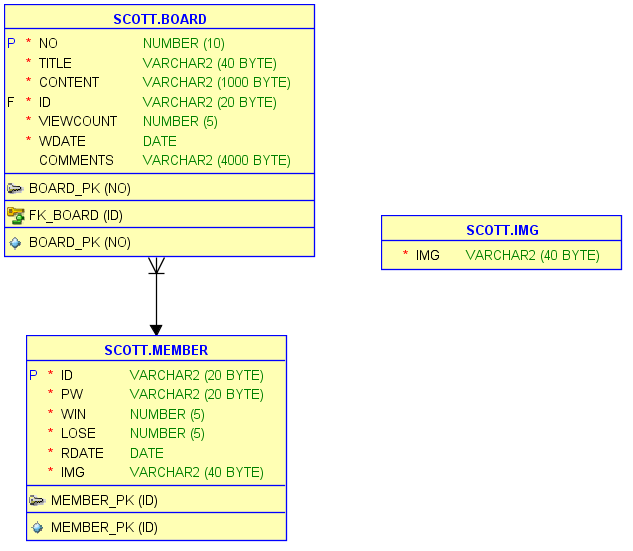 SCOTT.BOARD
P * NO NUMBER (10)
* TITLE VARCHAR2 (40 BYTE)
* CONTENT VARCHAR2 (1000 BYTE)
F * ID VARCHAR2 (20 BYTE)
* VIEWCOUNT NUMBER (5)
* WDATE DATE
COMMENTS VARCHAR2 (4000 BYTE)
BOARD_PK (NO)
FK_BOARD (ID)
BOARD_PK (NO)
SCOTT.IMG
* IMG VARCHAR2 (40 BYTE)
SCOTT.MEMBER
P * ID VARCHAR2 (20 BYTE)
* PW VARCHAR2 (20 BYTE)
* WIN NUMBER (5)
* LOSE NUMBER (5)
* RDATE DATE
* IMG VARCHAR2 (40 BYTE)
MEMBER_PK (ID)
MEMBER_PK (ID)